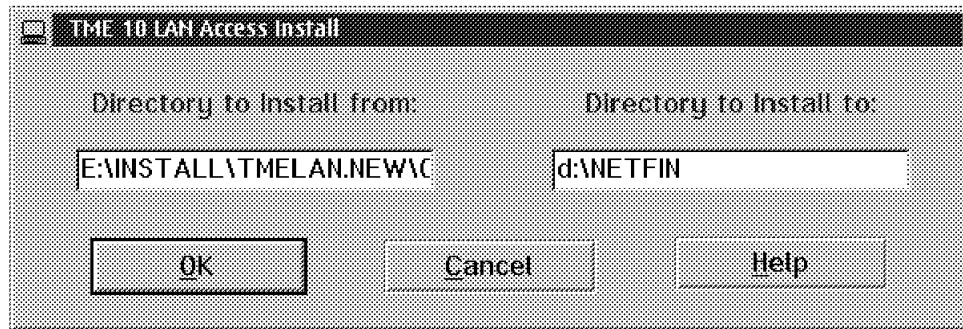 TME 10 LAN Access Install
Directory to Install from:
Directory to Install to:
E:\INSTALL\TMELAN.NEW\
d:\NETFIN
OK
Cancel
Help